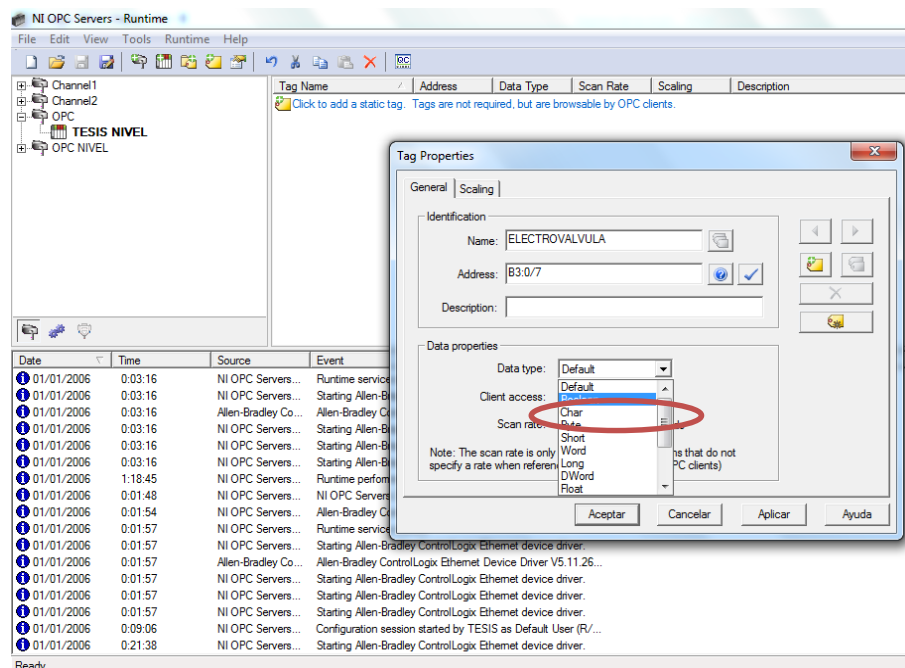 NI OPC Servers - Runtime
File Edit View Tools Runtime Help
Channel1
Channel2
OPC
TESIS NIVEL
OPC NIVEL
Tag Name Address Data Type Scan Rate Scaling Description
Click to add a static tag. Tags are not required, but are browsable by OPC clients.
Tag Properties
General Scaling
Identification
Name: ELECTROVALVULA
Address: B3:0/7
Description:
Data properties
Data type: Default
Default
Client access:
Char
Scan rate:
Short
Word
Note: The scan rate is only ns that do not
Long
specify a rate when referen PC clients)
DWord
Float
Aceptar Cancelar Aplicar Ayuda
Date Time Source Event
01/01/2006 0:03:16 NI OPC Servers... Runtime service
01/01/2006 0:03:16 NI OPC Servers... Starting Allen-B
01/01/2006 0:03:16 Allen-Bradley Co... Allen-Bradley Co
01/01/2006 0:03:16 NI OPC Servers... Starting Allen-B
01/01/2006 0:03:16 NI OPC Servers... Starting Allen-B
01/01/2006 0:03:16 NI OPC Servers... Starting Allen-B
01/01/2006 1:18:45 NI OPC Servers... Runtime perfom
01/01/2006 0:01:48 NI OPC Servers... NI OPC Servers
01/01/2006 0:01:54 NI OPC Servers... Allen-Bradley Co
01/01/2006 0:01:57 NI OPC Servers... Runtime service
01/01/2006 0:01:57 NI OPC Servers... Starting Allen-Bradley ControlLogix Ethernet device driver.
01/01/2006 0:01:57 Allen-Bradley Co... Allen-Bradley ControlLogix Ethernet Device Driver V5.11.26...
01/01/2006 0:01:57 NI OPC Servers... Starting Allen-Bradley ControlLogix Ethernet device driver.
01/01/2006 0:01:57 NI OPC Servers... Starting Allen-Bradley ControlLogix Ethernet device driver.
01/01/2006 0:01:57 NI OPC Servers... Starting Allen-Bradley ControlLogix Ethernet device driver.
01/01/2006 0:09:06 NI OPC Servers... Configuration session started by TESIS as Default User (R/...
01/01/2006 0:21:38 NI OPC Servers... Starting Allen-Bradley ControlLogix Ethernet device driver.
Ready